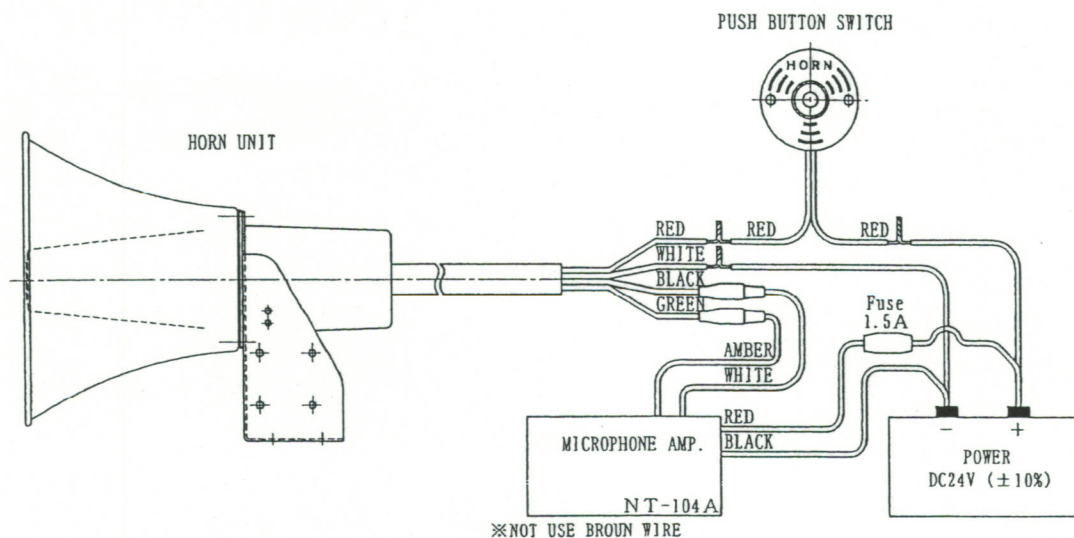 PUSH BUTTON SWITCH
HORN
HORN UNIT
RED
RED
RED
WHITE
BLACK
GREEN
Fuse
1.5A
AMBER
WHITE
RED
BLACK
MICROPHONE AMP.
NT-104A
− +
POWER
DC24V (±10%)
※NOT USE BROUN WIRE